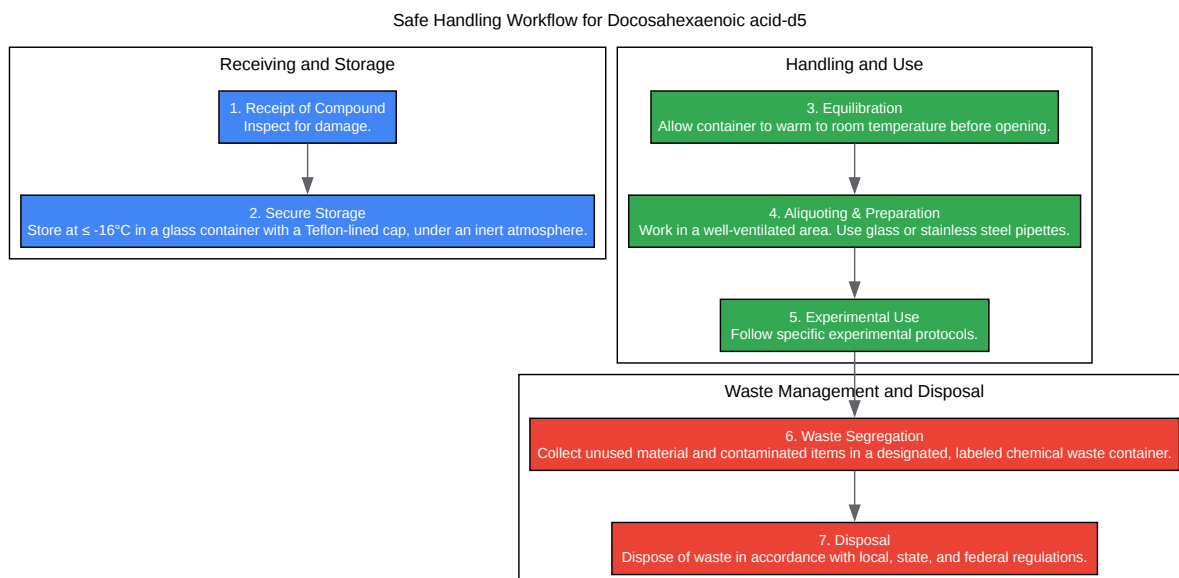 Safe Handling Workflow for Docosahexaenoic acid-d5
Receiving and Storage
1. Receipt of Compound
Inspect for damage.
2. Secure Storage
Store at ≤ -16°C in a glass container with a Teflon-lined cap, under an inert atmosphere.
Handling and Use
3. Equilibration
Allow container to warm to room temperature before opening.
4. Aliquoting & Preparation
Work in a well-ventilated area. Use glass or stainless steel pipettes.
5. Experimental Use
Follow specific experimental protocols.
Waste Management and Disposal
6. Waste Segregation
Collect unused material and contaminated items in a designated, labeled chemical waste container.
7. Disposal
Dispose of waste in accordance with local, state, and federal regulations.